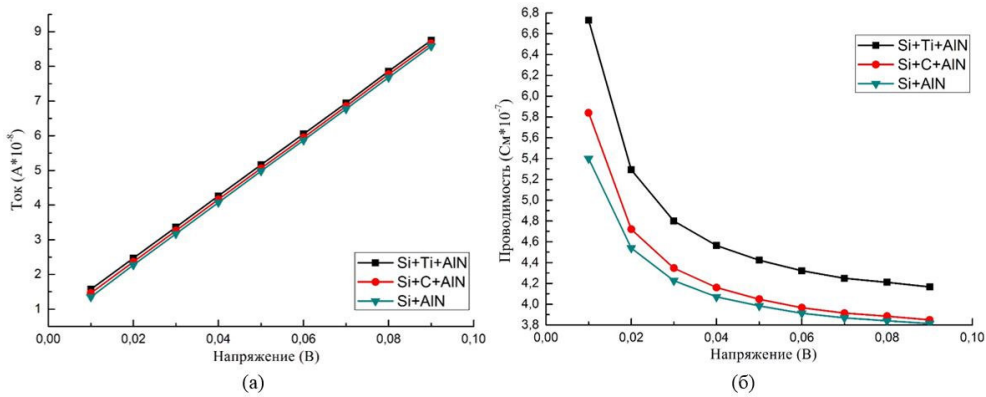 9
8
7
6
5
4
3
2
1
Ток (А*10⁻⁸)
Si+Ti+AlN
Si+C+AlN
Si+AlN
0,00 0,02 0,04 0,06 0,08 0,10
Напряжение (В)
(а)
6,8
6,6
6,4
6,2
6,0
5,8
5,6
5,4
5,2
5,0
4,8
4,6
4,4
4,2
4,0
3,8
Проводимость (См*10⁻⁷)
Si+Ti+AlN
Si+C+AlN
Si+AlN
0,00 0,02 0,04 0,06 0,08 0,10
Напряжение (В)
(б)